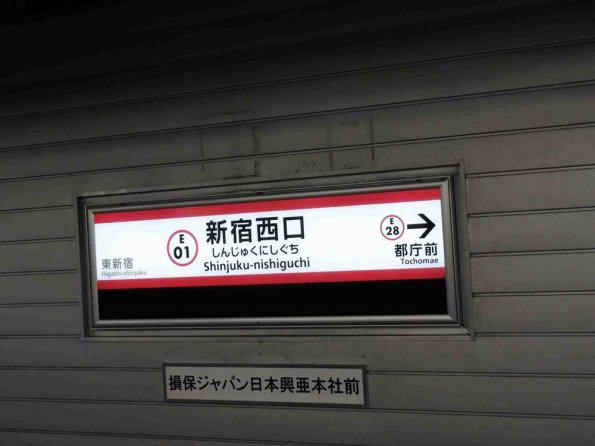 東新宿
Higashi-shinjuku
E
01
新宿西口
しんじゅくにしぐち
Shinjuku-nishiguchi
E
28
都庁前
Tochomae
損保ジャパン日本興亜本社前